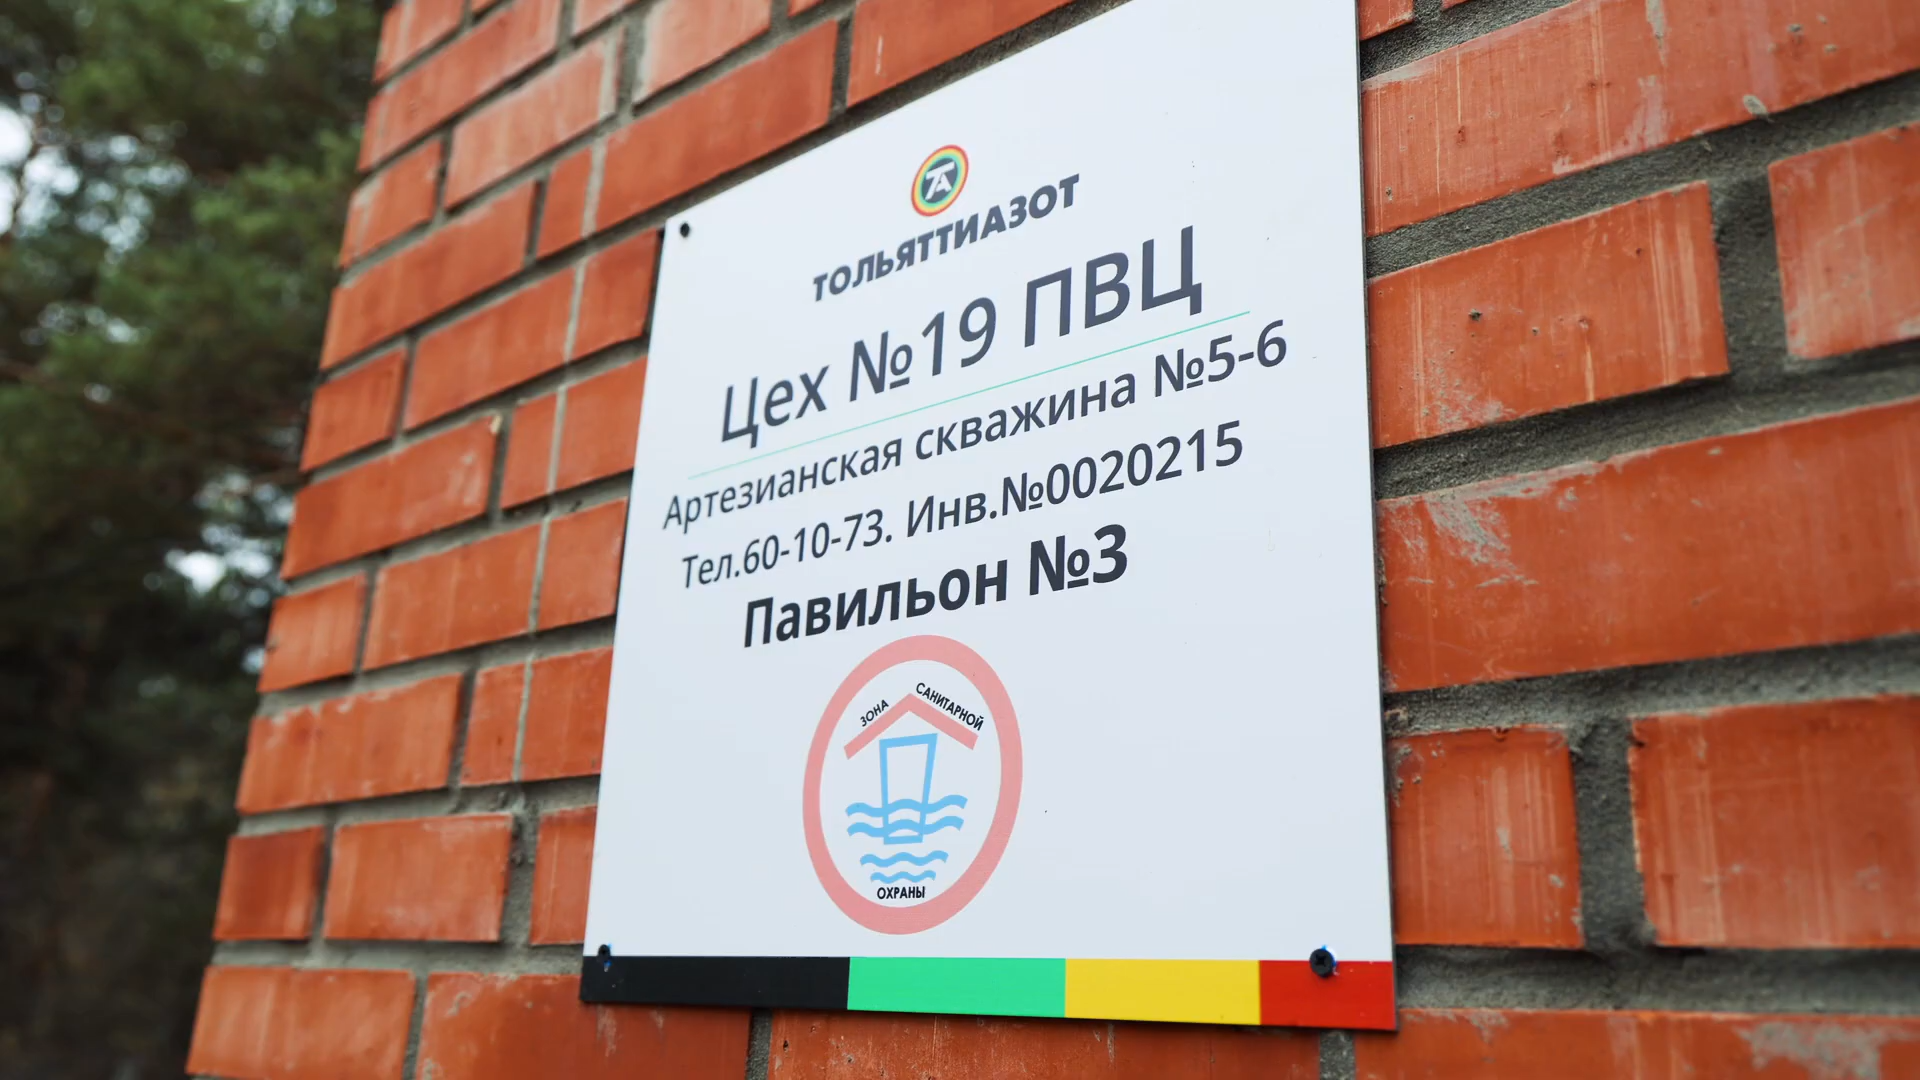 ТА
ТОЛЬЯТТИАЗОТ
Цех №19 ПВЦ
Артезианская скважина №5-6
Тел.60-10-73. Инв.№0020215
Павильон №3
ЗОНА САНИТАРНОЙ
ОХРАНЫ